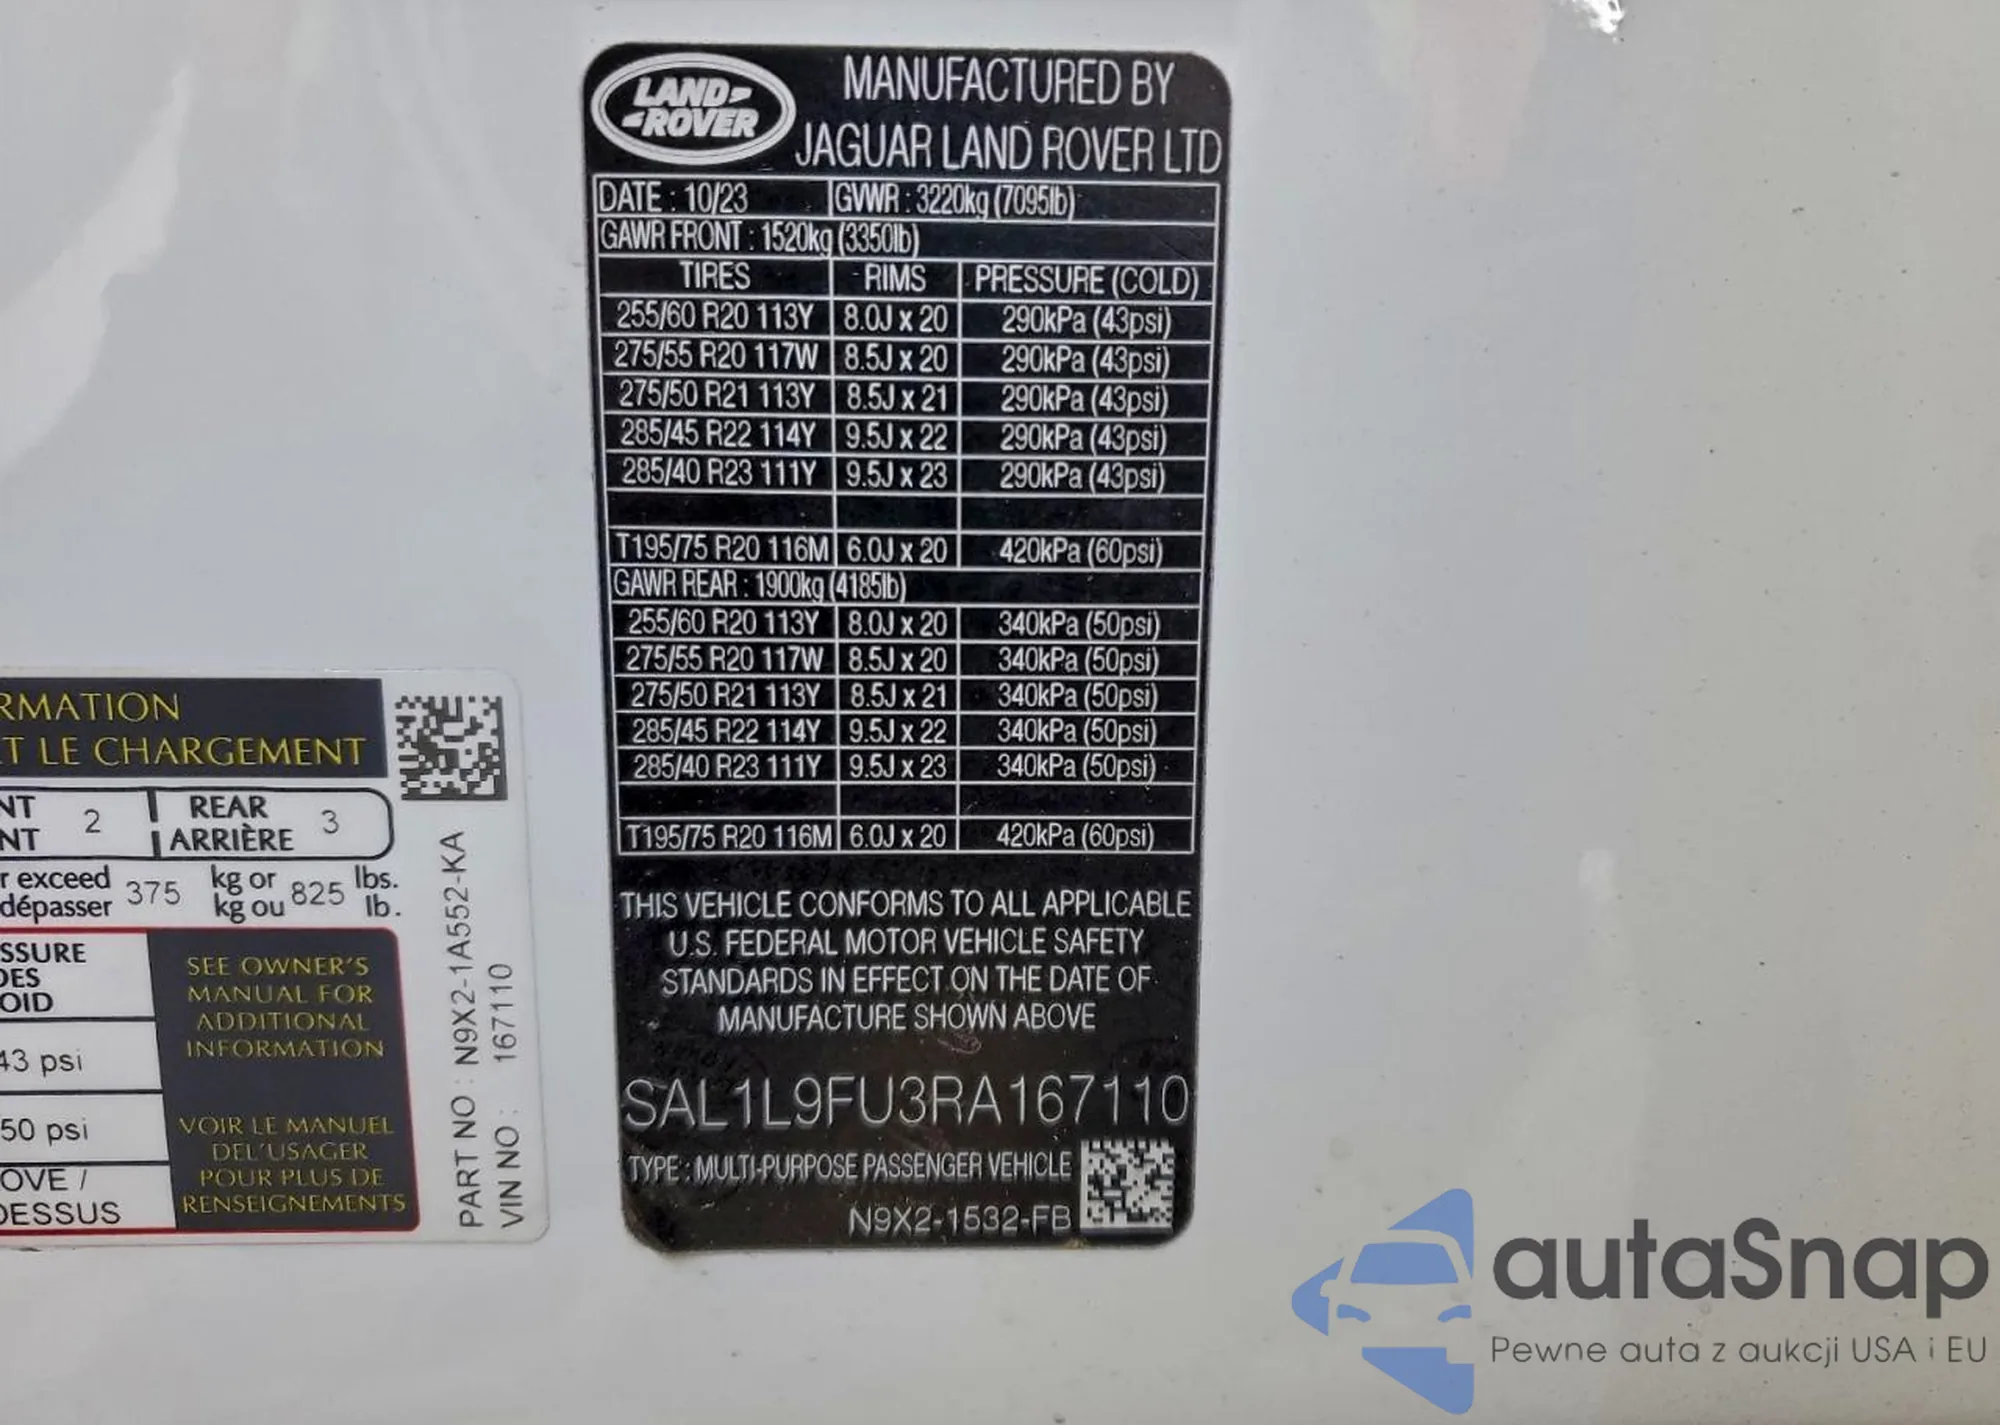 LAND-
-ROVER
MANUFACTURED BY
JAGUAR LAND ROVER LTD
DATE : 10/23 GVWR : 3220kg (7095lb)
GAWR FRONT : 1520kg (3350lb)
TIRES RIMS PRESSURE (COLD)
255/60 R20 113Y 8.0J x 20 290kPa (43psi)
275/55 R20 117W 8.5J x 20 290kPa (43psi)
275/50 R21 113Y 8.5J x 21 290kPa (43psi)
285/45 R22 114Y 9.5J x 22 290kPa (43psi)
285/40 R23 111Y 9.5J x 23 290kPa (43psi)
T195/75 R20 116M 6.0J x 20 420kPa (60psi)
GAWR REAR : 1900kg (4185lb)
255/60 R20 113Y 8.0J x 20 340kPa (50psi)
275/55 R20 117W 8.5J x 20 340kPa (50psi)
275/50 R21 113Y 8.5J x 21 340kPa (50psi)
285/45 R22 114Y 9.5J x 22 340kPa (50psi)
285/40 R23 111Y 9.5J x 23 340kPa (50psi)
T195/75 R20 116M 6.0J x 20 420kPa (60psi)
THIS VEHICLE CONFORMS TO ALL APPLICABLE
U.S. FEDERAL MOTOR VEHICLE SAFETY
STANDARDS IN EFFECT ON THE DATE OF
MANUFACTURE SHOWN ABOVE
SAL1L9FU3RA167110
TYPE : MULTI-PURPOSE PASSENGER VEHICLE
N9X2-1532-FB
RMATION
ET LE CHARGEMENT
NT 2 REAR 3
NT ARRIÈRE
r exceed 375 kg or 825 lbs.
dépasser kg ou lb.
SSURE
DES
OID
43 psi
50 psi
OVE /
DESSUS
SEE OWNER'S
MANUAL FOR
ADDITIONAL
INFORMATION
VOIR LE MANUEL
DEL'USAGER
POUR PLUS DE
RENSEIGNEMENTS
PART NO : N9X2-1A552-KA
VIN NO : 167110
autaSnap
Pewne auta z aukcji USA i EU